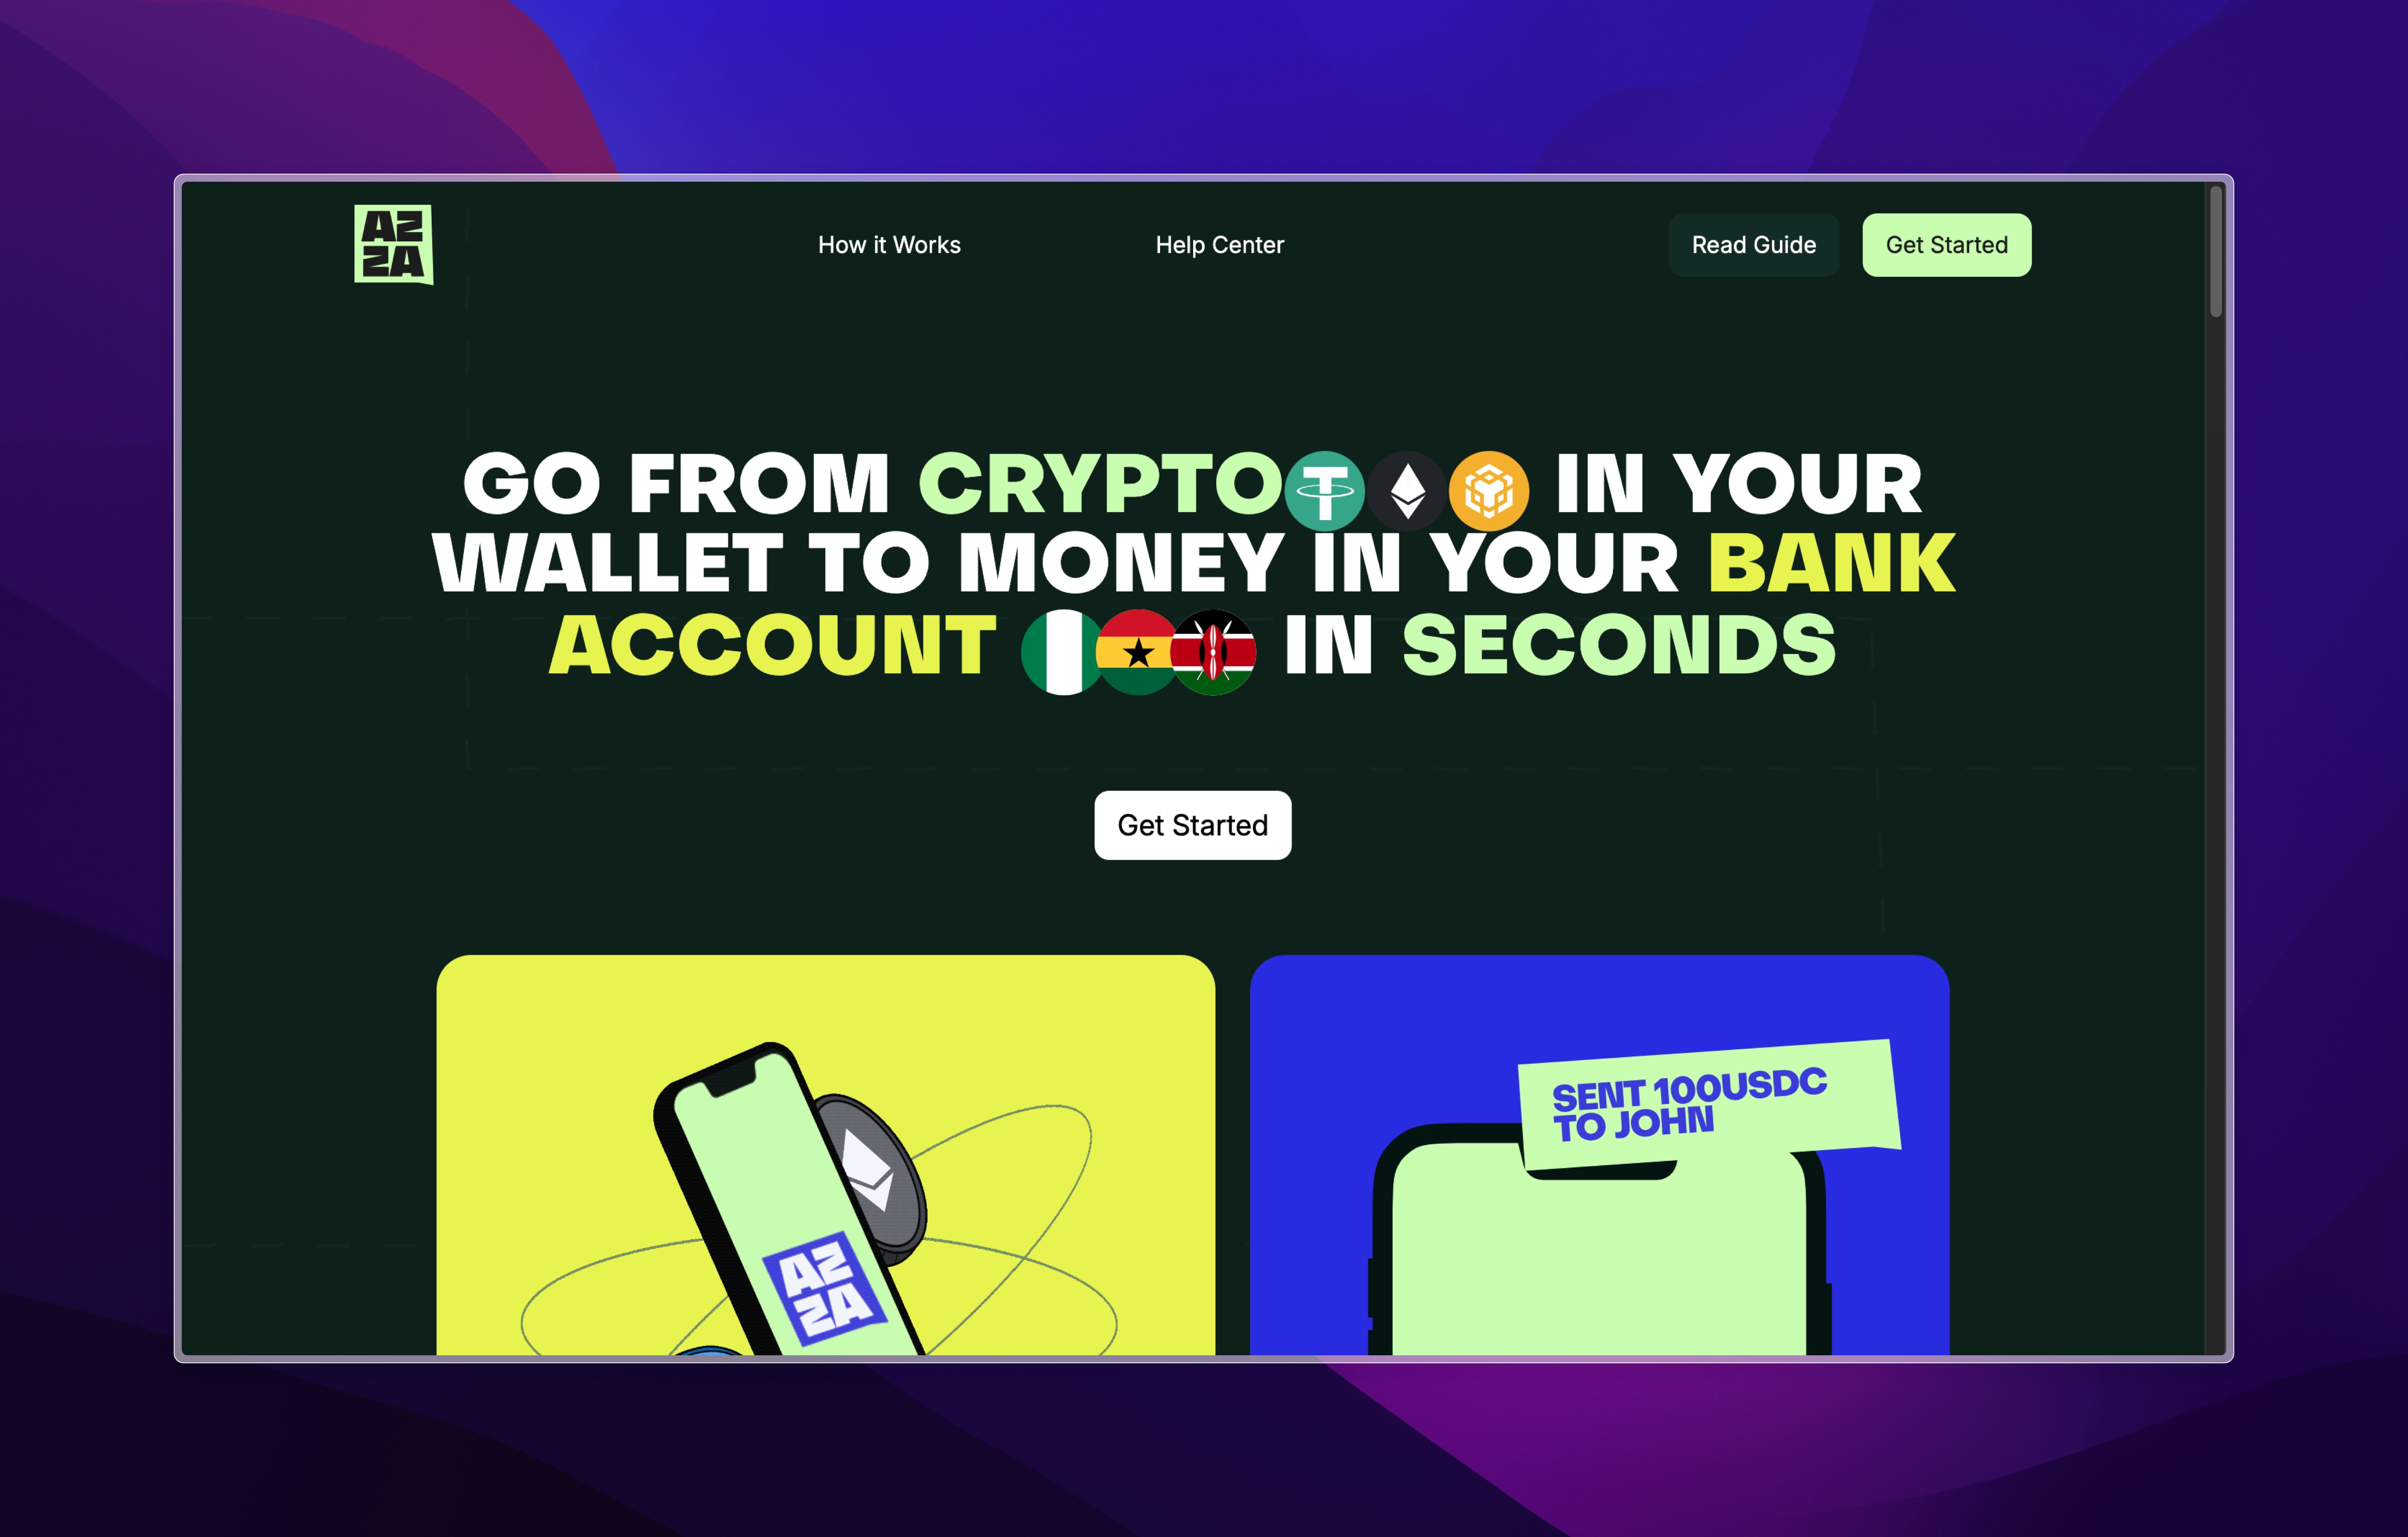 AZ
ZA
How it Works
Help Center
Read Guide
Get Started
GO FROM CRYPTO IN YOUR
WALLET TO MONEY IN YOUR BANK
ACCOUNT IN SECONDS
Get Started
AZ
ZA
SENT 100USDC
TO JOHN